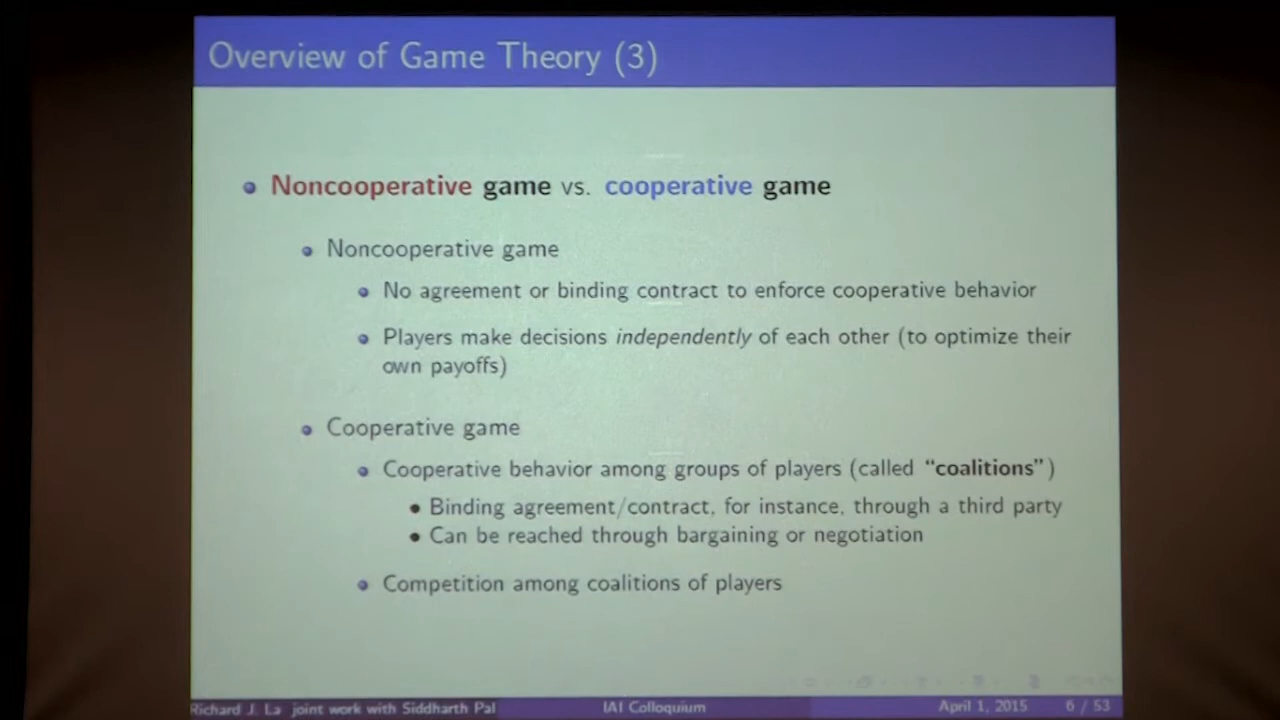 Overview of Game Theory (3)
Noncooperative game vs. cooperative game
Noncooperative game
No agreement or binding contract to enforce cooperative behavior
Players make decisions independently of each other (to optimize their
own payoffs)
Cooperative game
Cooperative behavior among groups of players (called “coalitions”)
Binding agreement/contract, for instance, through a third party
Can be reached through bargaining or negotiation
Competition among coalitions of players
Richard J. La joint work with Siddharth Pal IAI Colloquium April 1, 2015 6 / 53